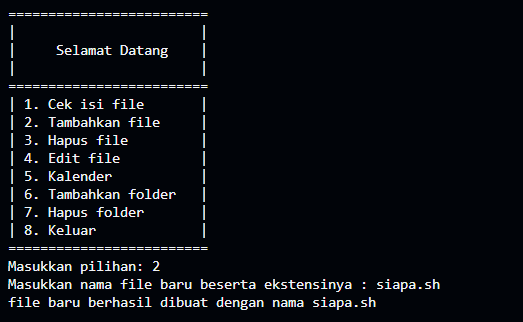 =========================
|                       |
|     Selamat Datang    |
|                       |
=========================
| 1. Cek isi file       |
| 2. Tambahkan file     |
| 3. Hapus file         |
| 4. Edit file          |
| 5. Kalender           |
| 6. Tambahkan folder   |
| 7. Hapus folder       |
| 8. Keluar             |
=========================
Masukkan pilihan: 2
Masukkan nama file baru beserta ekstensinya : siapa.sh
file baru berhasil dibuat dengan nama siapa.sh